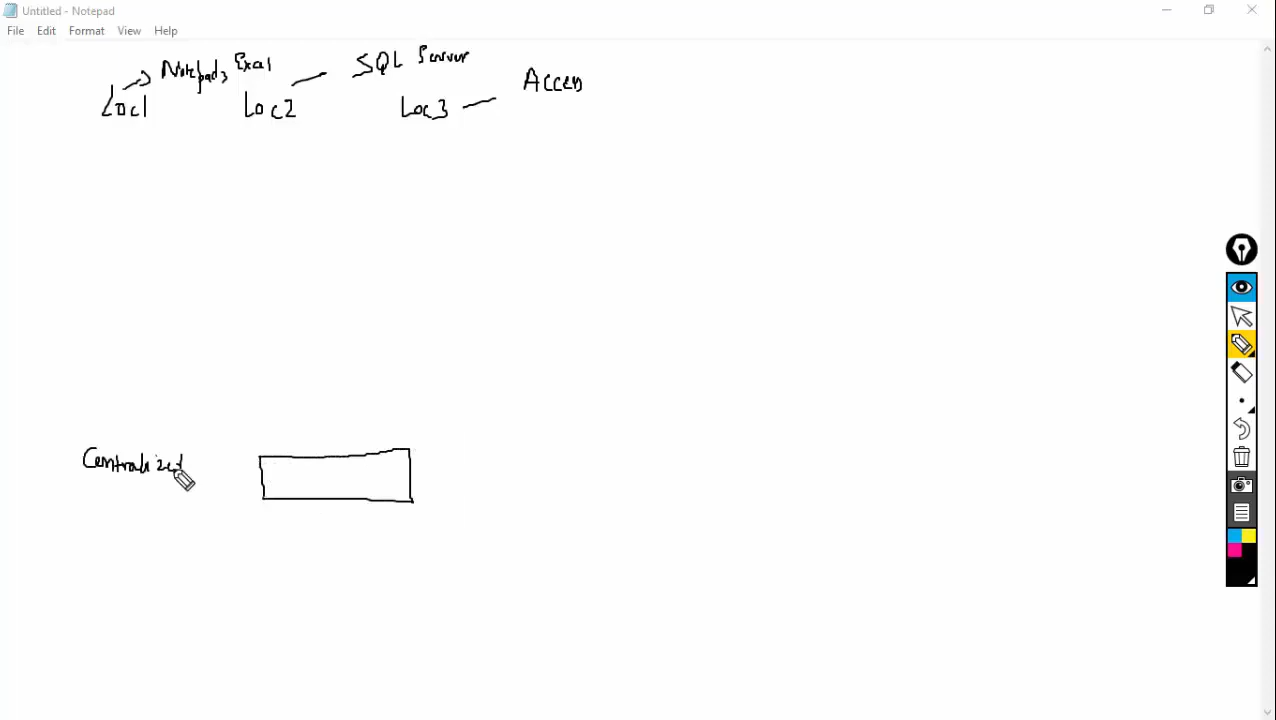 Untitled - Notepad
File Edit Format View Help
Notepad, Excel SQL Server Access
Loc1 Loc2 Loc3
Centralized